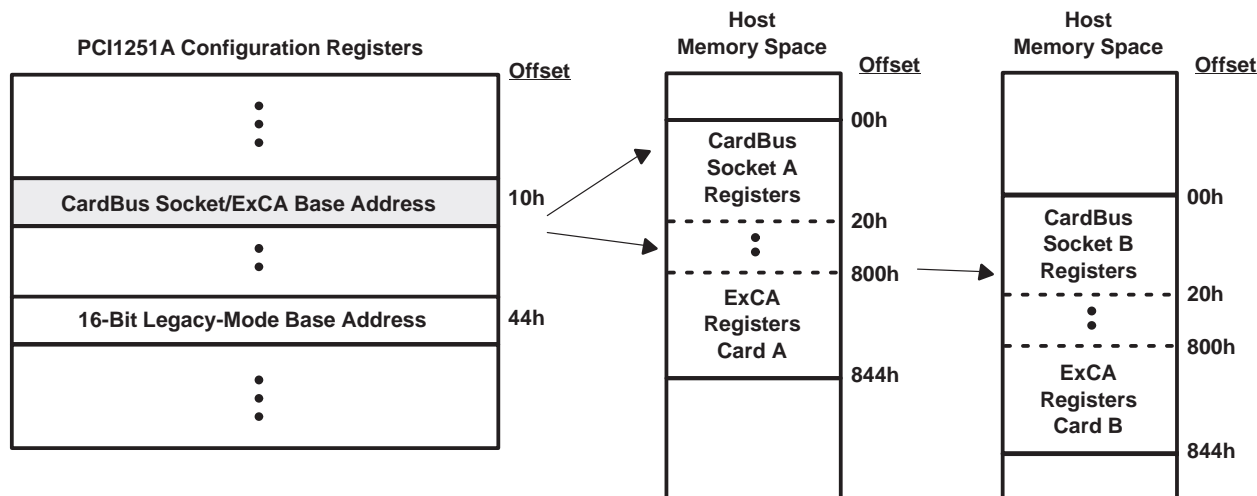 PCI1251A Configuration Registers
Offset
CardBus Socket/ExCA Base Address
10h
16-Bit Legacy-Mode Base Address
44h
Host
Memory Space
Offset
00h
CardBus
Socket A
Registers
20h
800h
ExCA
Registers
Card A
844h
Host
Memory Space
Offset
00h
CardBus
Socket B
Registers
20h
800h
ExCA
Registers
Card B
844h